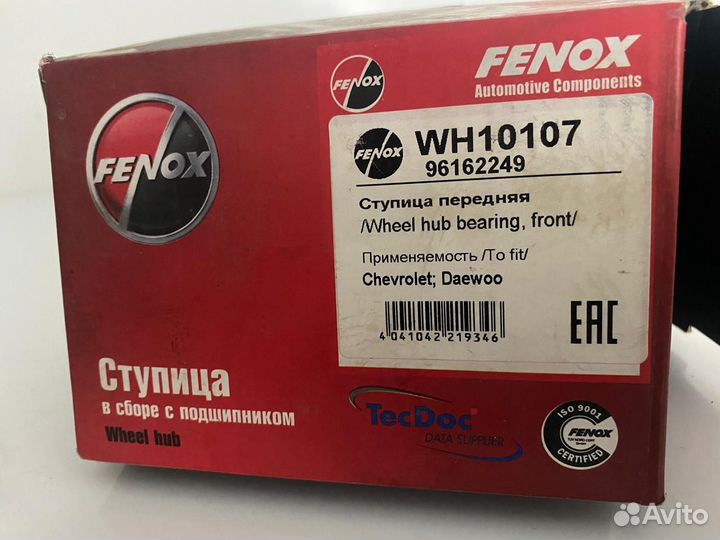 FENOX
Automotive Components
FENOX
FENOX
FENOX
WH10107
96162249
Ступица передняя
/Wheel hub bearing, front/
Применяемость /To fit/
Chevrolet; Daewoo
4 041042 219346
EAC
Ступица
в сборе с подшипником
Wheel hub
TecDoc
DATA SUPPLIER
ISO 9001
FENOX
CERTIFIED
Avito